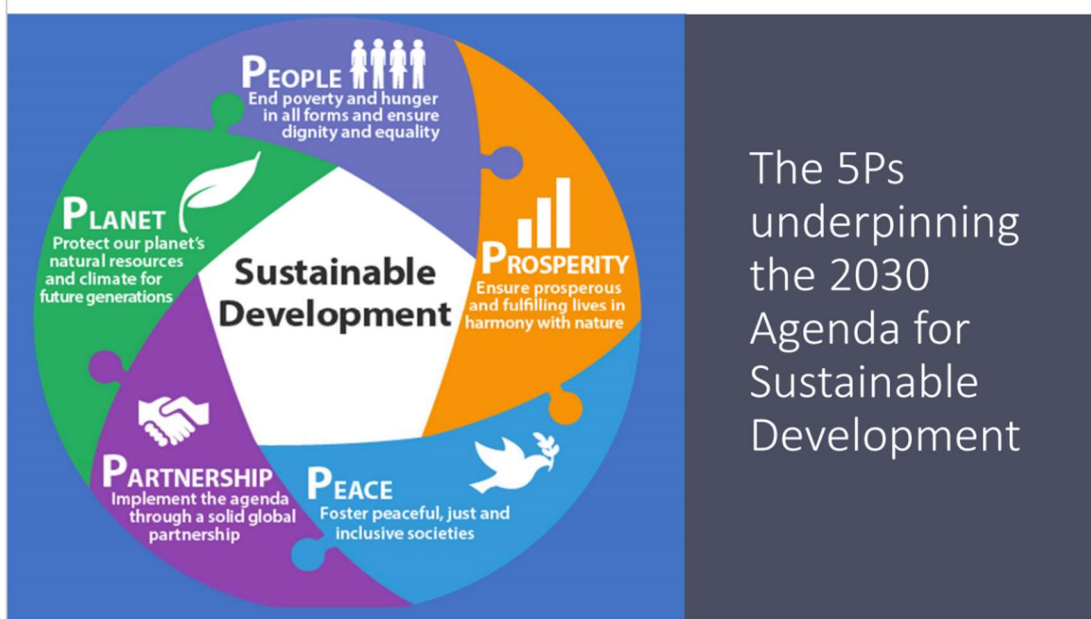 PEOPLE
End poverty and hunger
in all forms and ensure
dignity and equality
PROSPERITY
Ensure prosperous
and fulfilling lives in
harmony with nature
PEACE
Foster peaceful, just and
inclusive societies
PARTNERSHIP
Implement the agenda
through a solid global
partnership
PLANET
Protect our planet's
natural resources
and climate for
future generations
Sustainable
Development
The 5Ps
underpinning
the 2030
Agenda for
Sustainable
Development